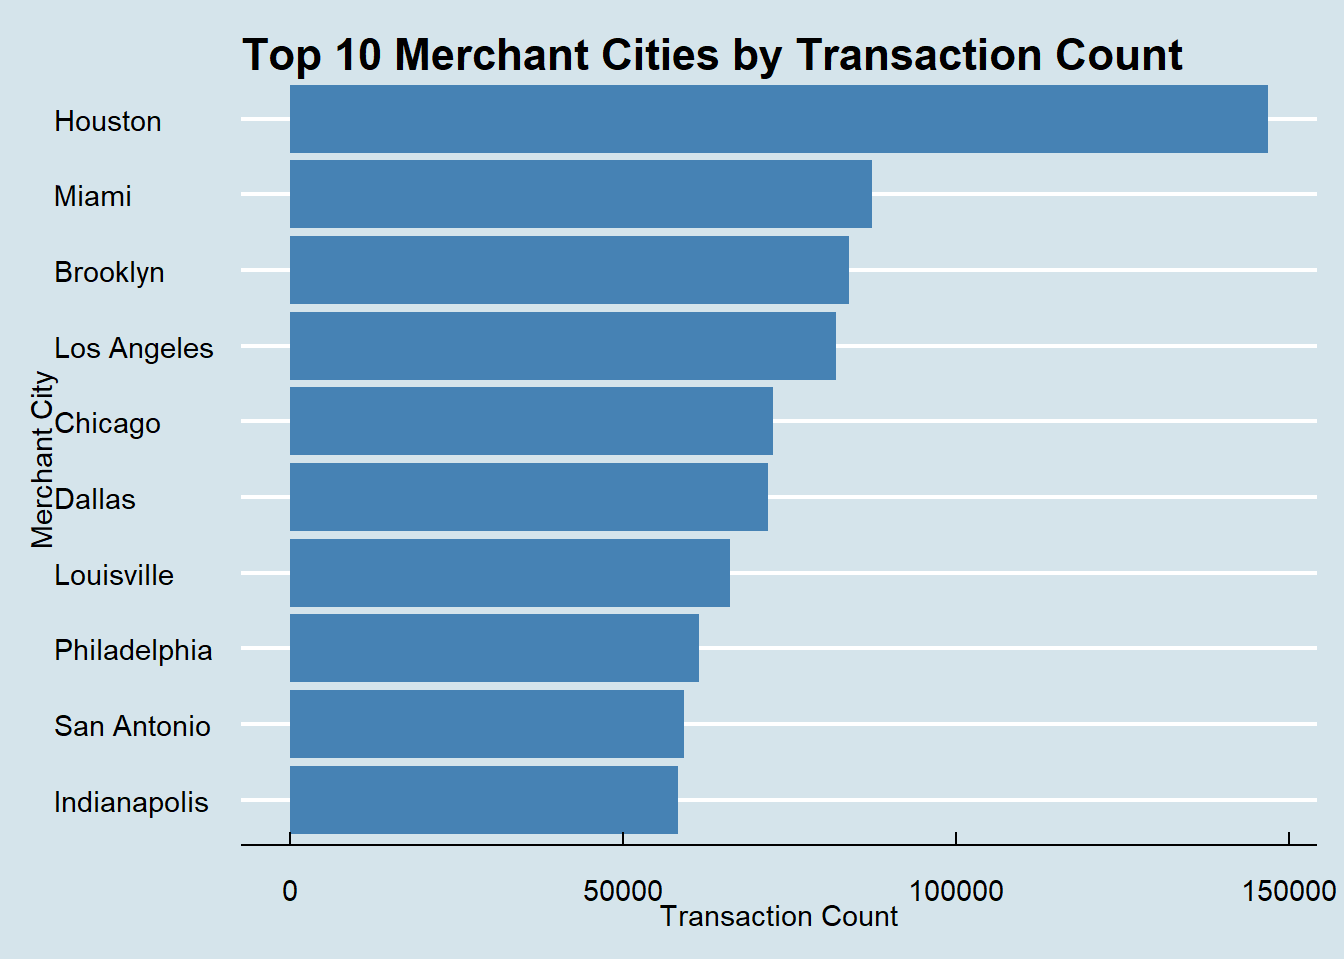 Top 10 Merchant Cities by Transaction Count
Houston
Miami
Brooklyn
Los Angeles
Chicago
Dallas
Louisville
Philadelphia
San Antonio
Indianapolis
Merchant City
0 50000 100000 150000
Transaction Count